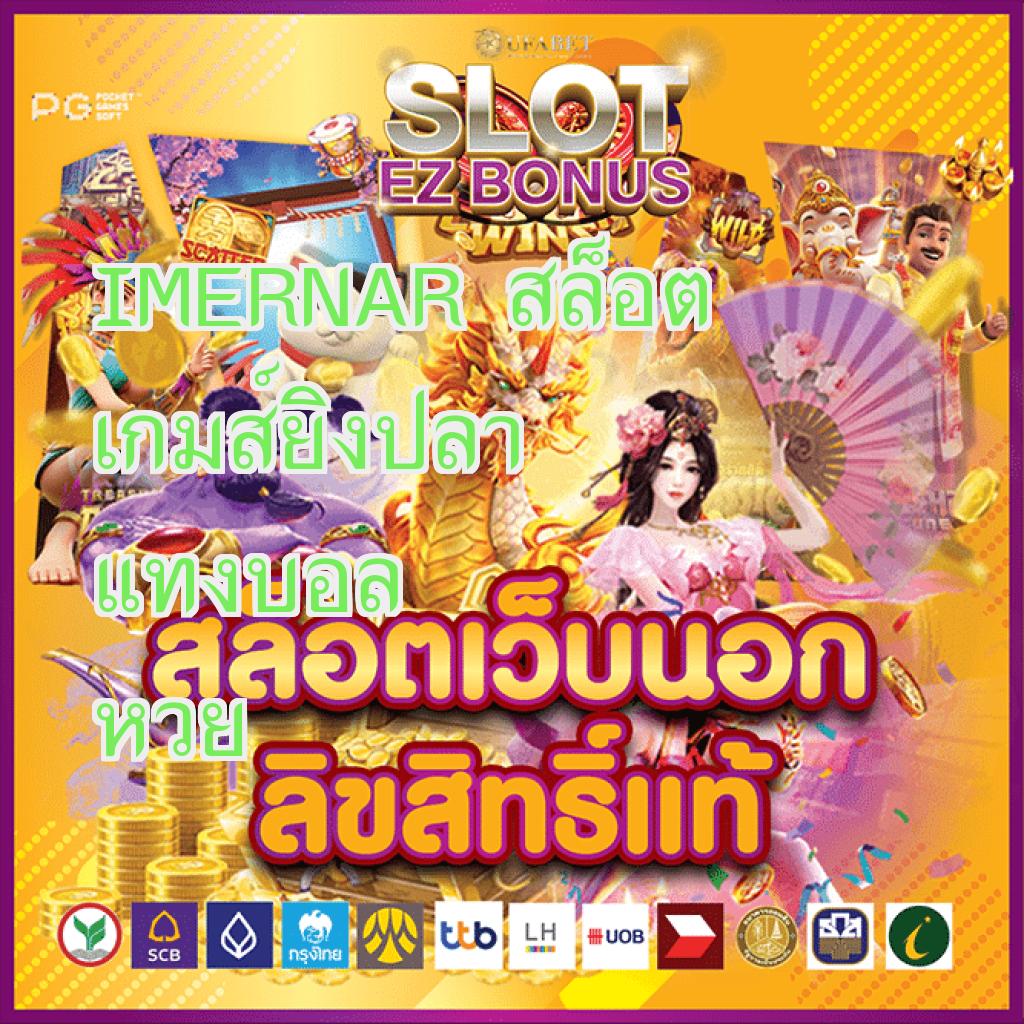 UFABET
PG POCKET GAMES SOFT
SLOT
EZ BONUS
WINS
SCATTER
WILD
IMERNAR สล็อต
เกมส์ยิงปลา
แทงบอล
สลอตเว็บนอก
หวย
ลิขสิทธิ์แท้
SCB
กรุงไทย
ttb
LH
UOB